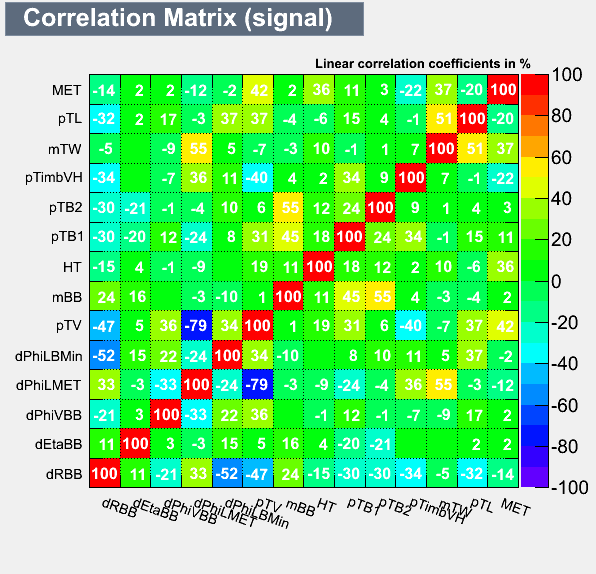 Correlation Matrix (signal)
Linear correlation coefficients in %
MET -14 2 2 -12 -2 42 2 36 11 3 -22 37 -20 100
pTL -32 2 17 -3 37 37 -4 -6 15 4 -1 51 100 -20
mTW -5 -9 55 5 -7 -3 10 -1 1 7 100 51 37
pTimbVH -34 -7 36 11 -40 4 2 34 9 100 7 -1 -22
pTB2 -30 -21 -1 -4 10 6 55 12 24 100 9 1 4 3
pTB1 -30 -20 12 -24 8 31 45 18 100 24 34 -1 15 11
HT -15 4 -1 -9 19 11 100 18 12 2 10 -6 36
mBB 24 16 -3 -10 1 100 11 45 55 4 -3 -4 2
pTV -47 5 36 -79 34 100 1 19 31 6 -40 -7 37 42
dPhiLBMin -52 15 22 -24 100 34 -10 8 10 11 5 37 -2
dPhiLMET 33 -3 -33 100 -24 -79 -3 -9 -24 -4 36 55 -3 -12
dPhiVBB -21 3 100 -33 22 36 -1 12 -1 -7 -9 17 2
dEtaBB 11 100 3 -3 15 5 16 4 -20 -21 2 2
dRBB 100 11 -21 33 -52 -47 24 -15 -30 -30 -34 -5 -32 -14
dRBB dEtaBB dPhiVBB dPhiLMET dPhiLBMin pTV mBB HT pTB1 pTB2 pTimbVH mTW pTL MET
100
80
60
40
20
0
-20
-40
-60
-80
-100